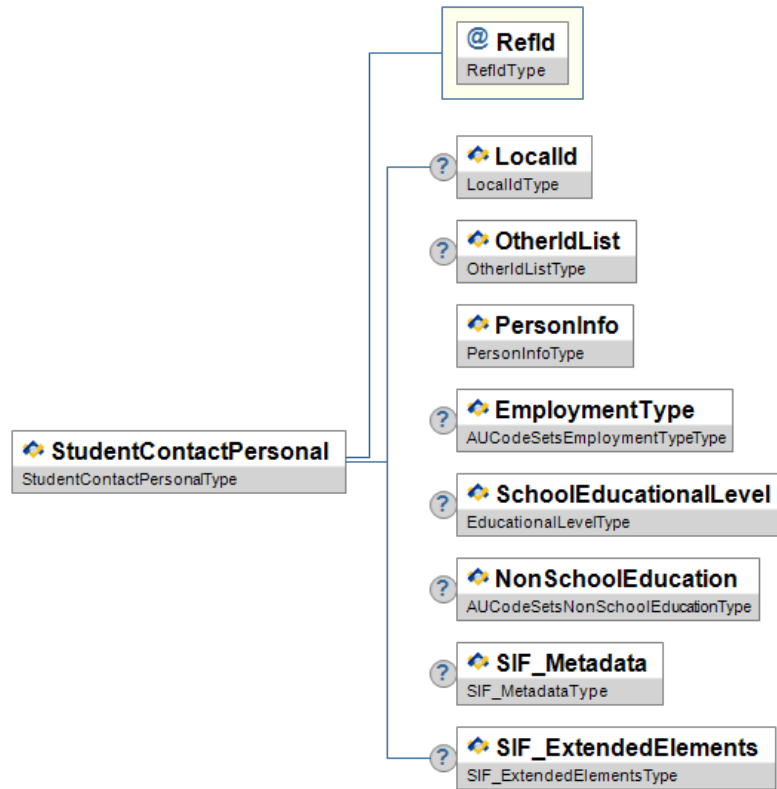 @ RefId
RefIdType
? LocalId
LocalIdType
? OtherIdList
OtherIdListType
PersonInfo
PersonInfoType
? EmploymentType
AUCodeSetsEmploymentTypeType
StudentContactPersonal
StudentContactPersonalType
? SchoolEducationalLevel
EducationalLevelType
? NonSchoolEducation
AUCodeSetsNonSchoolEducationType
? SIF_Metadata
SIF_MetadataType
? SIF_ExtendedElements
SIF_ExtendedElementsType